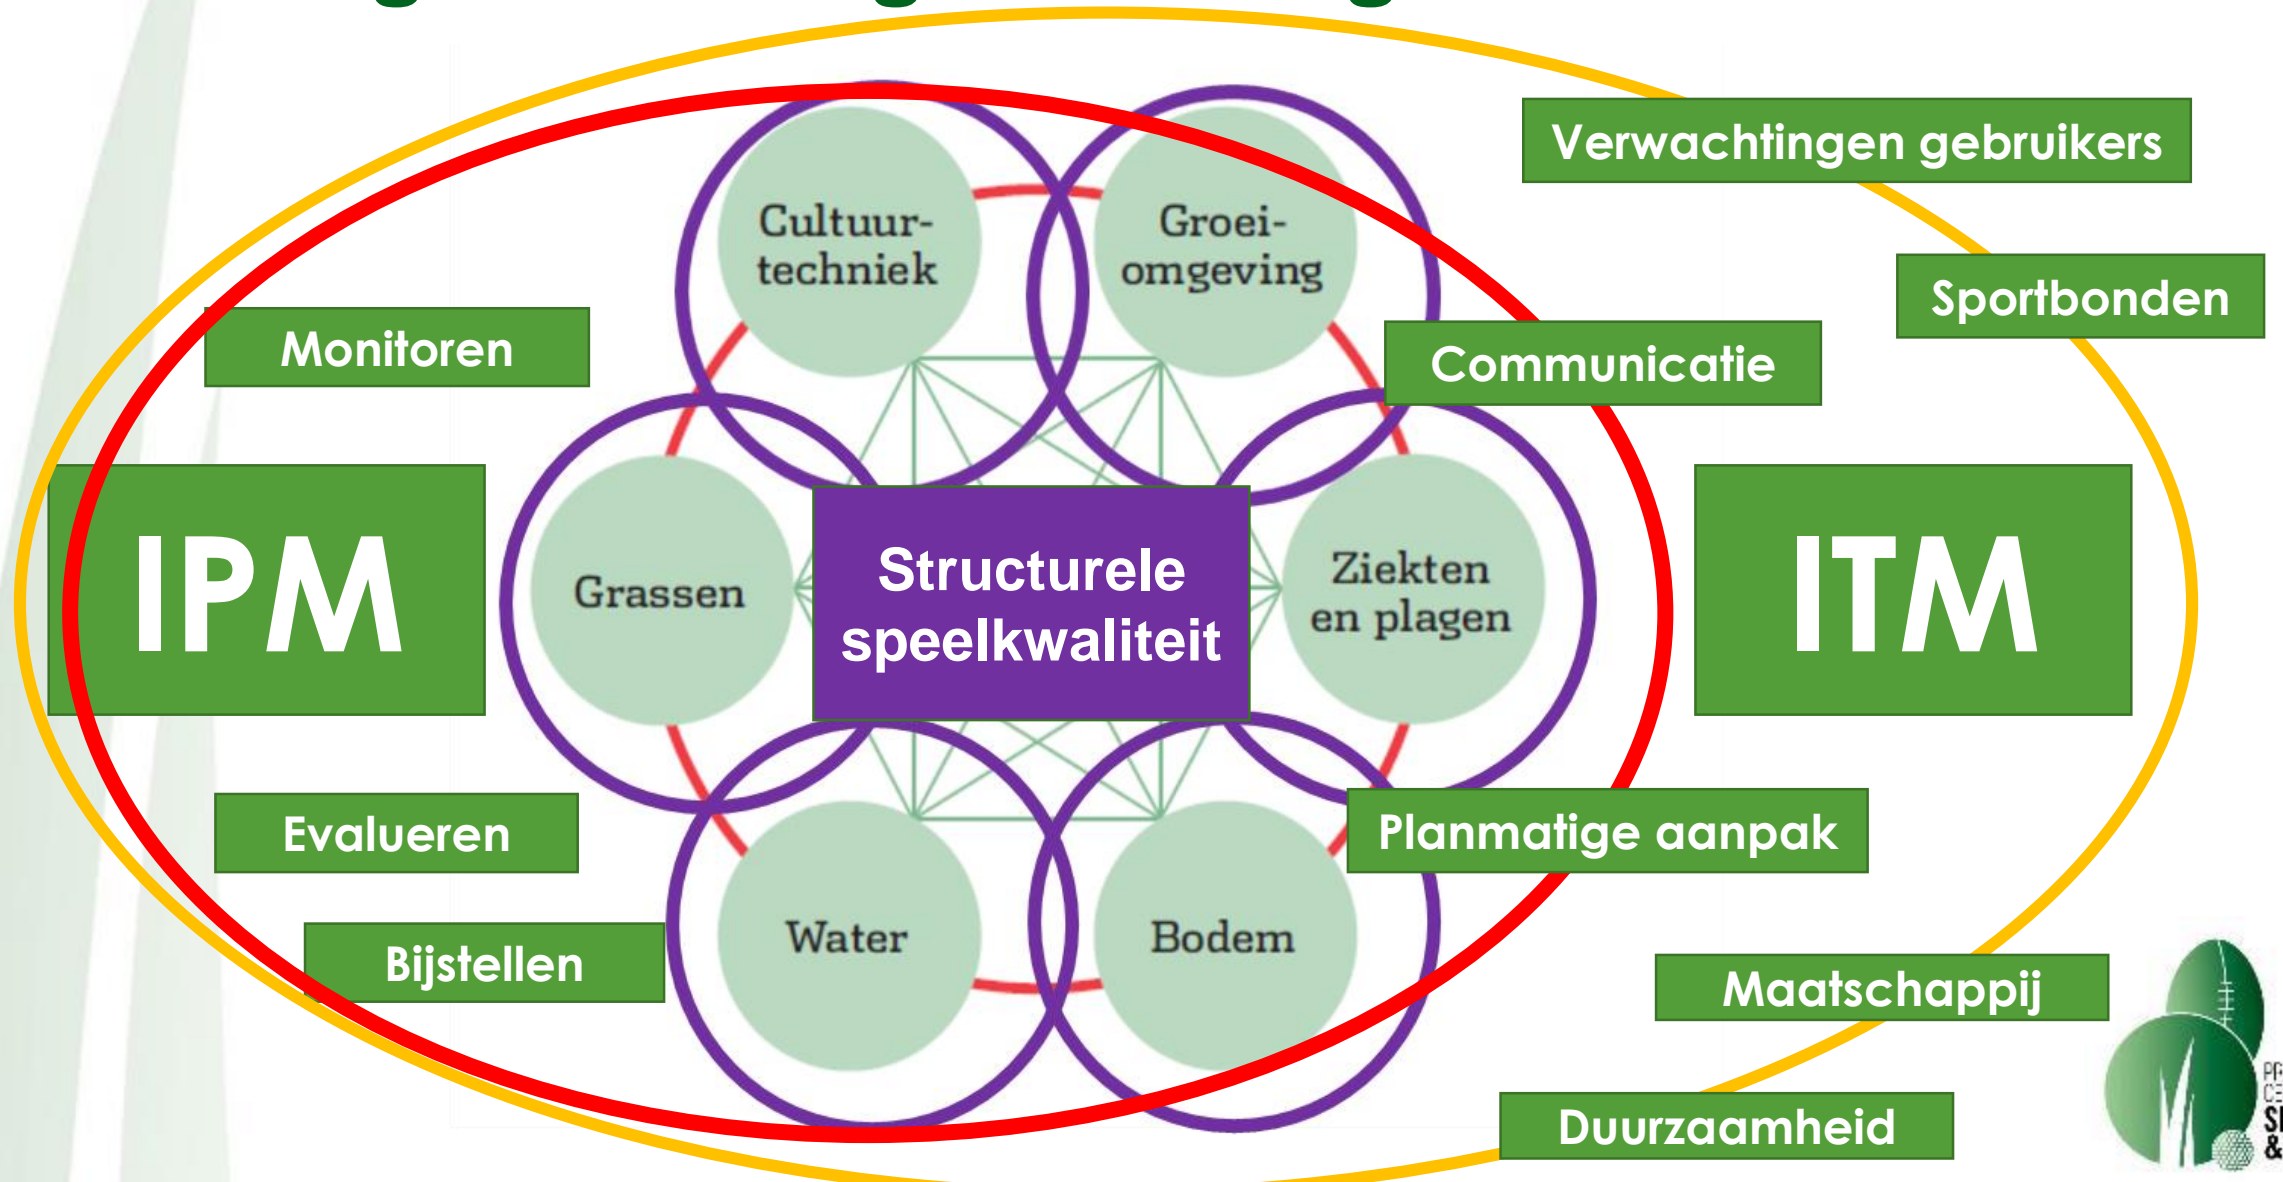 Verwachtingen gebruikers
Cultuur-
techniek
Groei-
omgeving
Sportbonden
Monitoren
Communicatie
IPM
Grassen
Structurele
speelkwaliteit
Ziekten
en plagen
ITM
Evalueren
Planmatige aanpak
Bijstellen
Water
Bodem
Maatschappij
Duurzaamheid